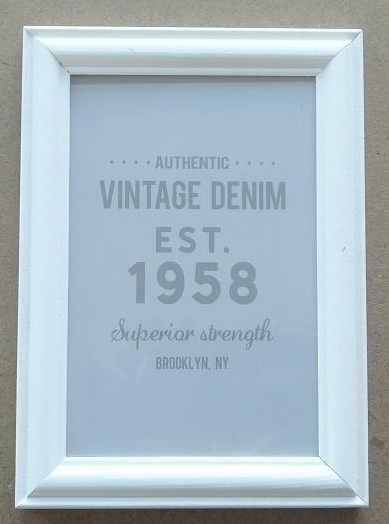 AUTHENTIC
VINTAGE DENIM
EST.
1958
Superior strength
BROOKLYN, NY